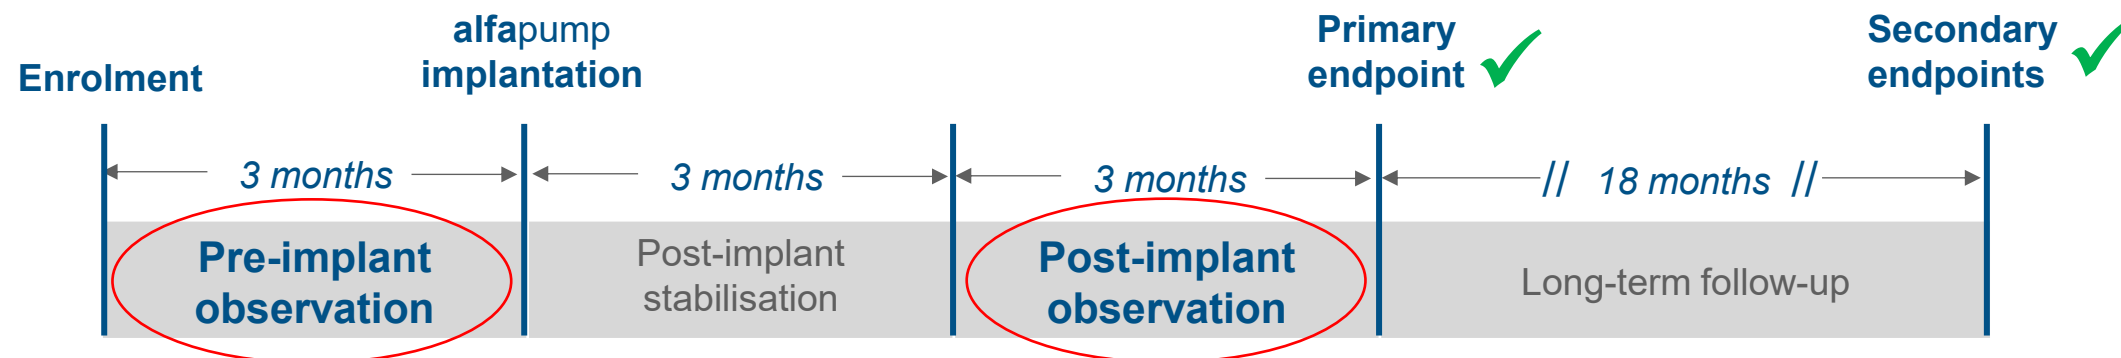 Enrolment
alfapump
implantation
Primary
endpoint
Secondary
endpoints
3 months
3 months
3 months
// 18 months //
Pre-implant
observation
Post-implant
stabilisation
Post-implant
observation
Long-term follow-up